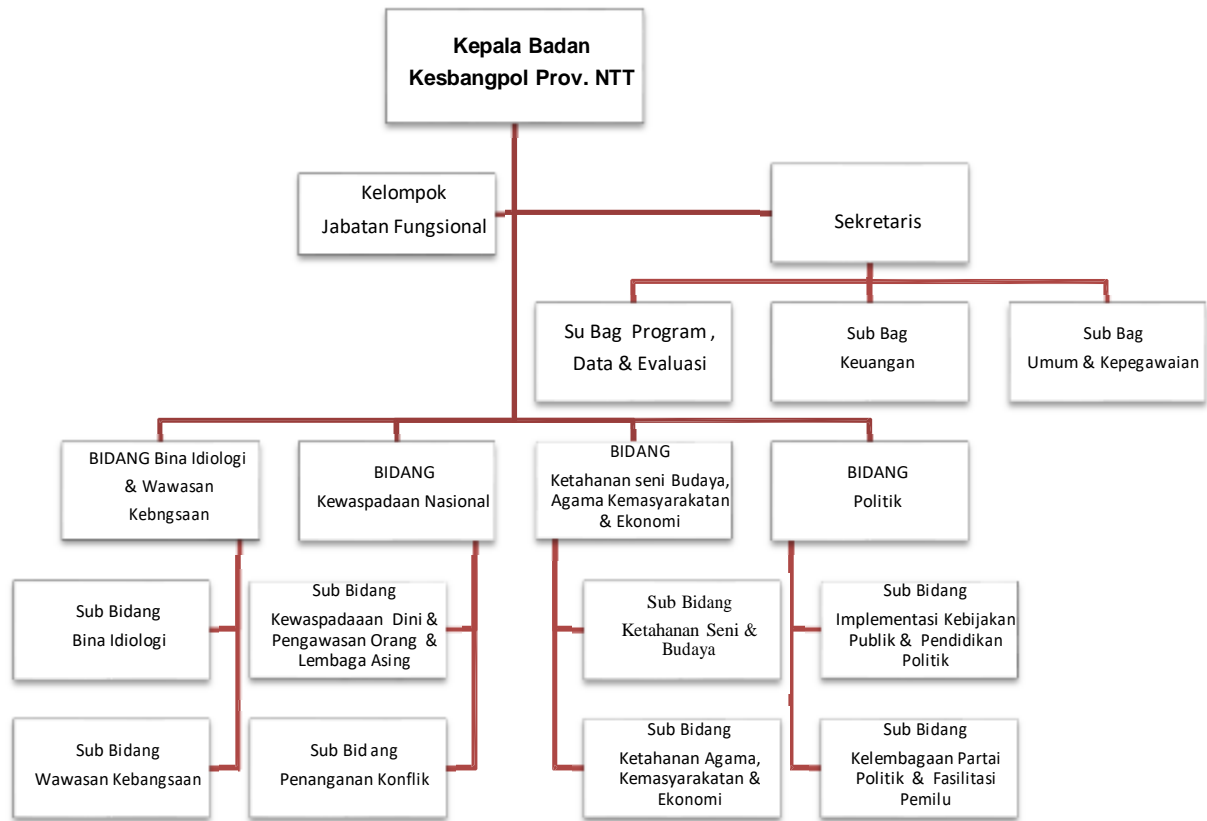 Kepala Badan
Kesbangpol Prov. NTT
Kelompok
Jabatan Fungsional
Sekretaris
Su Bag Program ,
Data & Evaluasi
Sub Bag
Keuangan
Sub Bag
Umum & Kepegawaian
BIDANG Bina Idiologi
& Wawasan
Kebngsaan
BIDANG
Kewaspadaan Nasional
BIDANG
Ketahanan seni Budaya,
Agama Kemasyarakatan
& Ekonomi
BIDANG
Politik
Sub Bidang
Bina Idiologi
Sub Bidang
Kewaspadaaan Dini &
Pengawasan Orang &
Lembaga Asing
Sub Bidang
Ketahanan Seni &
Budaya
Sub Bidang
Implementasi Kebijakan
Publik & Pendidikan
Politik
Sub Bidang
Wawasan Kebangsaan
Sub Bidang
Penanganan Konflik
Sub Bidang
Ketahanan Agama,
Kemasyarakatan &
Ekonomi
Sub Bidang
Kelembagaan Partai
Politik & Fasilitasi
Pemilu